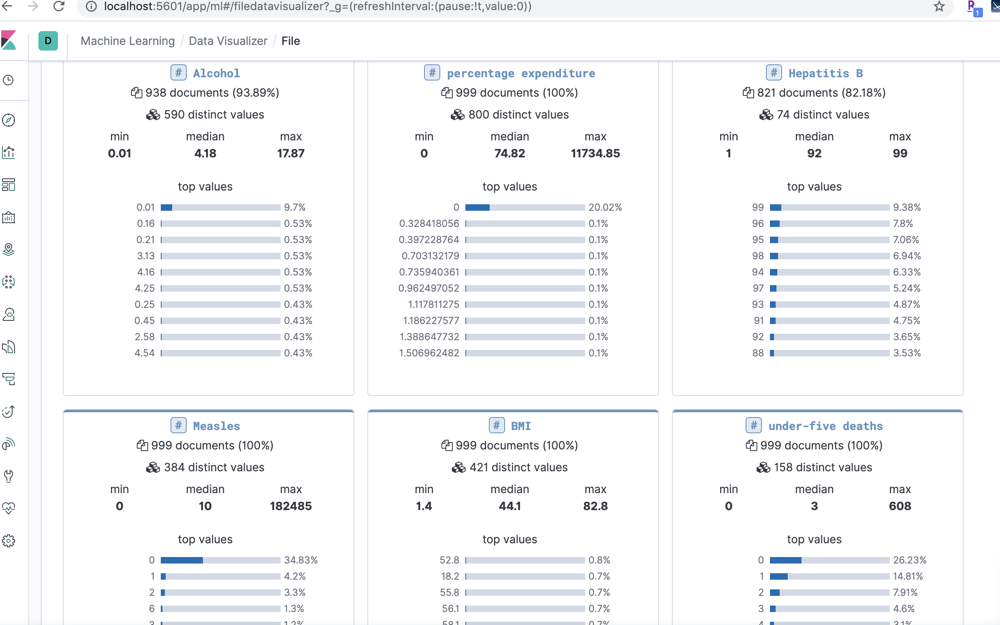 localhost:5601/app/ml#/filedatavisualizer?_g=(refreshInterval:(pause:!t,value:0))
1
D
Machine Learning / Data Visualizer / File
# Alcohol
938 documents (93.89%)
590 distinct values
min median max
0.01 4.18 17.87
top values
0.01 9.7%
0.16 0.53%
0.21 0.53%
3.13 0.53%
4.16 0.53%
4.25 0.53%
0.25 0.43%
0.45 0.43%
2.58 0.43%
4.54 0.43%
# percentage expenditure
999 documents (100%)
800 distinct values
min median max
0 74.82 11734.85
top values
0 20.02%
0.328418056 0.1%
0.397228764 0.1%
0.703132179 0.1%
0.735940361 0.1%
0.962497052 0.1%
1.117811275 0.1%
1.186227577 0.1%
1.388647732 0.1%
1.506962482 0.1%
# Hepatitis B
821 documents (82.18%)
74 distinct values
min median max
1 92 99
top values
99 9.38%
96 7.8%
95 7.06%
98 6.94%
94 6.33%
97 5.24%
93 4.87%
91 4.75%
92 3.65%
88 3.53%
# Measles
999 documents (100%)
384 distinct values
min median max
0 10 182485
top values
0 34.83%
1 4.2%
2 3.3%
6 1.3%
3 1.2%
# BMI
999 documents (100%)
421 distinct values
min median max
1.4 44.1 82.8
top values
52.8 0.8%
18.2 0.7%
55.8 0.7%
56.1 0.7%
58.1 0.7%
# under-five deaths
999 documents (100%)
158 distinct values
min median max
0 3 608
top values
0 26.23%
1 14.81%
2 7.91%
3 4.6%
4 3.1%